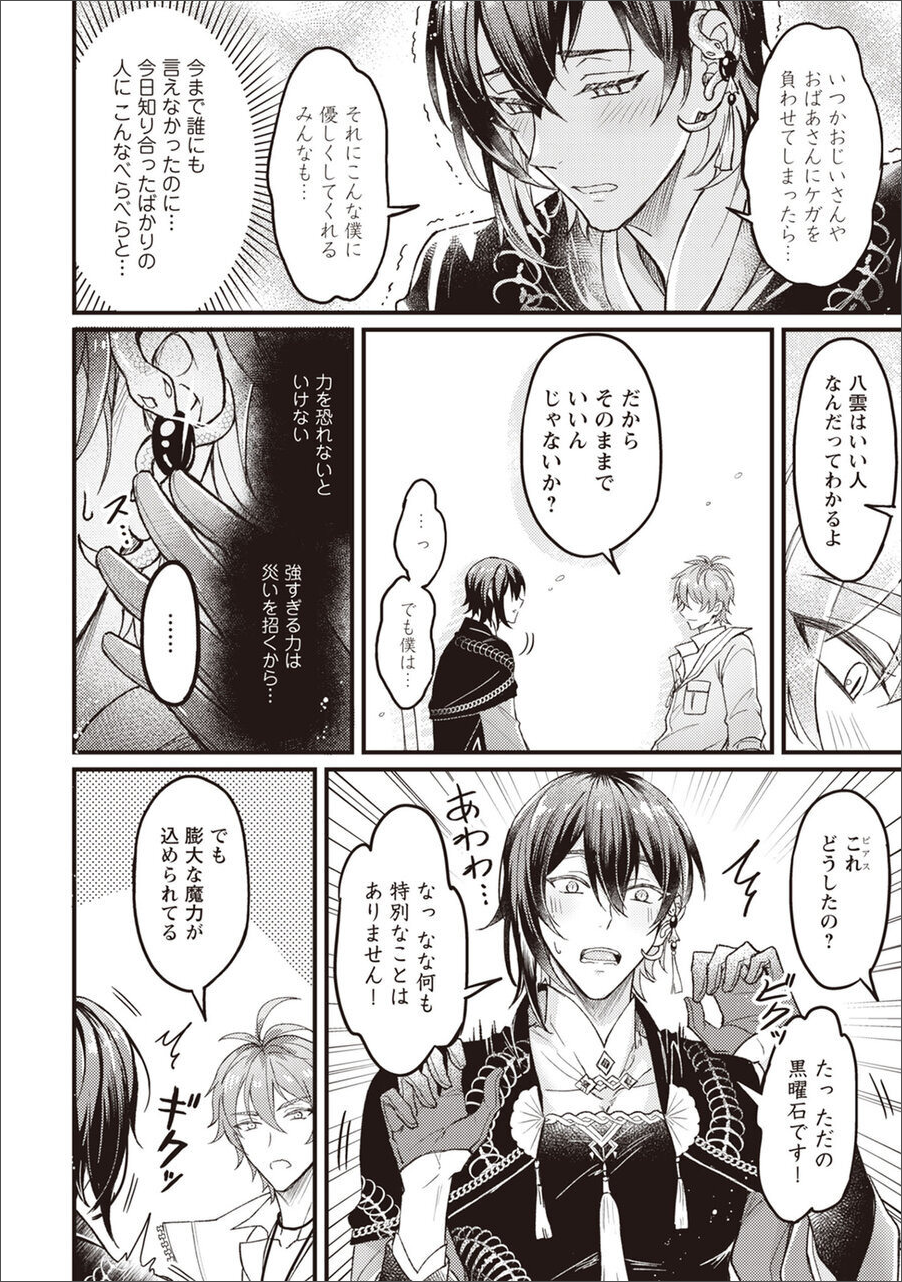 いつかおじいさんや
おばあさんにケガを
負わせてしまったら…
それにこんな僕に
優しくしてくれる
みんなも…
今まで誰にも
言えなかったのに…
今日知り合ったばかりの
人にこんなべらべらと…
八雲はいい人
なんだってわかるよ
だから
そのままで
いいん
じゃないか?
…っ
でも僕は…
力を恐れないと
いけない
強すぎる力は
災いを招くから…
スッ…
……
これ
ピアス
どうしたの?
たっ ただの
黒曜石です!
どきっ
あわわ…
なっ なな何も
特別なことは
ありません!
でも
膨大な魔力が
込められてる
ギクッ